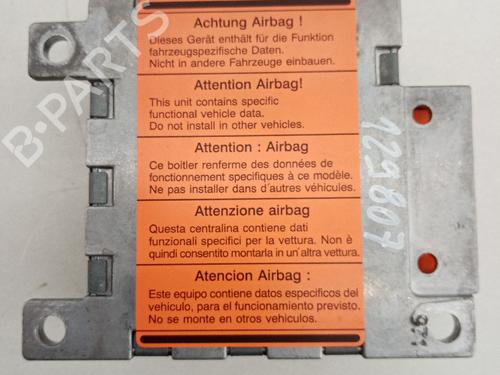 Achtung Airbag !
Dieses Gerät enthält für die Funktion
fahrzeugspezifische Daten.
Nicht in andere Fahrzeuge einbauen.
Attention Airbag!
This unit contains specific
functional vehicle data.
Do not install in other vehicles.
Attention : Airbag
Ce boitler renferme des données de
fonctionnement specifiques à ce modèle.
Ne pas installer dans d'autres véhicules.
Attenzione airbag
Questa centralina contiene dati
funzionali specifici per la vettura. Non è
quindi consentito montarla in un'altra vettura.
Atencion Airbag :
Este equipo contiene datos especificos del
vehiculo, para el funcionamiento previsto.
No se monte en otros vehiculos.
129807
971
B-PARTS